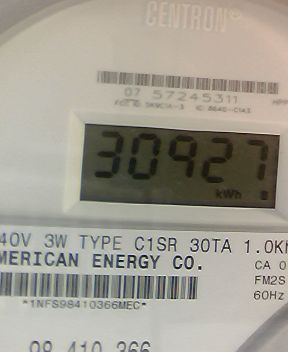 CENTRON®
07 57245311
30927
kWh
40V 3W TYPE C1SR 30TA 1.0K
MERICAN ENERGY CO.
CA 0
FM2S
60Hz
*1NFS98410366MEC*
98 410 366